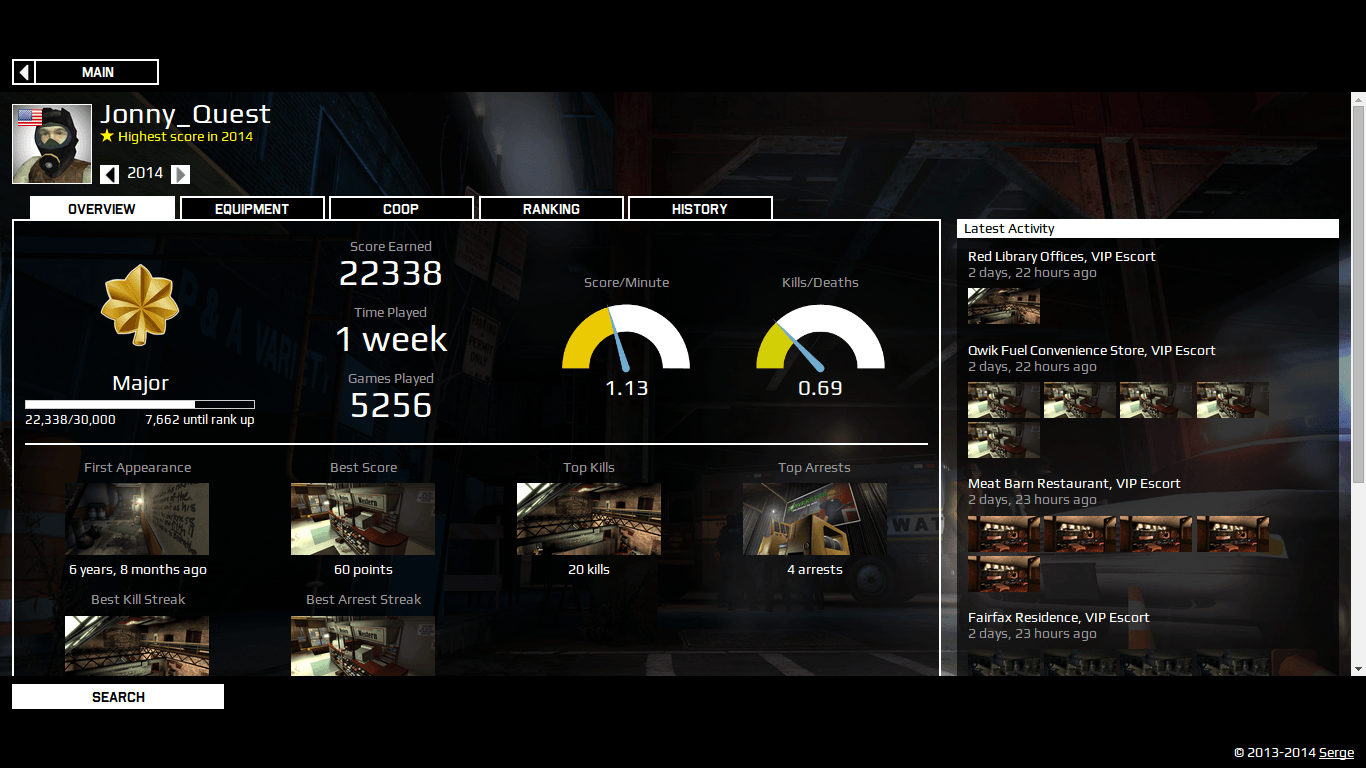 MAIN
Jonny_Quest
Highest score in 2014
2014
OVERVIEW
EQUIPMENT
COOP
RANKING
HISTORY
Score Earned
22338
Time Played
1 week
Games Played
5256
Score/Minute
1.13
Kills/Deaths
0.69
Major
22,338/30,000 7,662 until rank up
First Appearance
6 years, 8 months ago
Best Score
60 points
Top Kills
20 kills
Top Arrests
4 arrests
Best Kill Streak
Best Arrest Streak
Latest Activity
Red Library Offices, VIP Escort
2 days, 22 hours ago
Qwik Fuel Convenience Store, VIP Escort
2 days, 22 hours ago
Meat Barn Restaurant, VIP Escort
2 days, 23 hours ago
Fairfax Residence, VIP Escort
2 days, 23 hours ago
SWAT
SEARCH
© 2013-2014 Serge